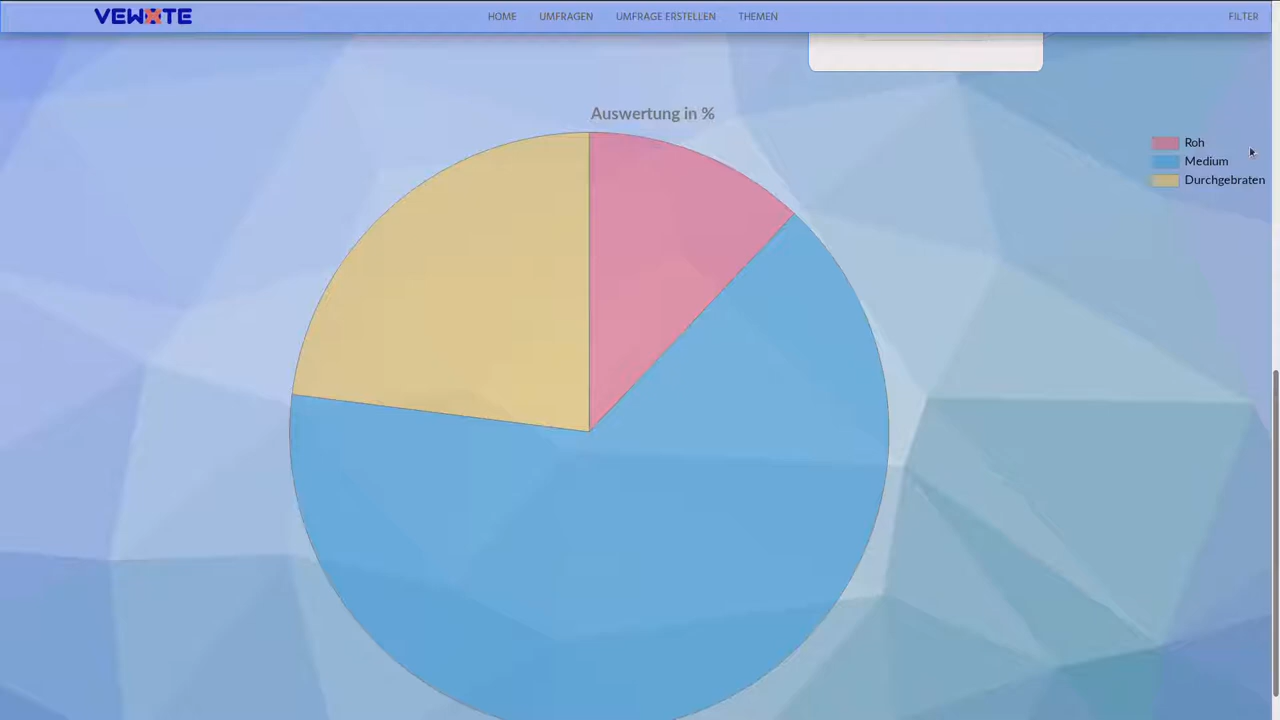 VEWOTE
HOME UMFRAGEN UMFRAGE ERSTELLEN THEMEN FILTER
Auswertung in %
Roh
Medium
Durchgebraten